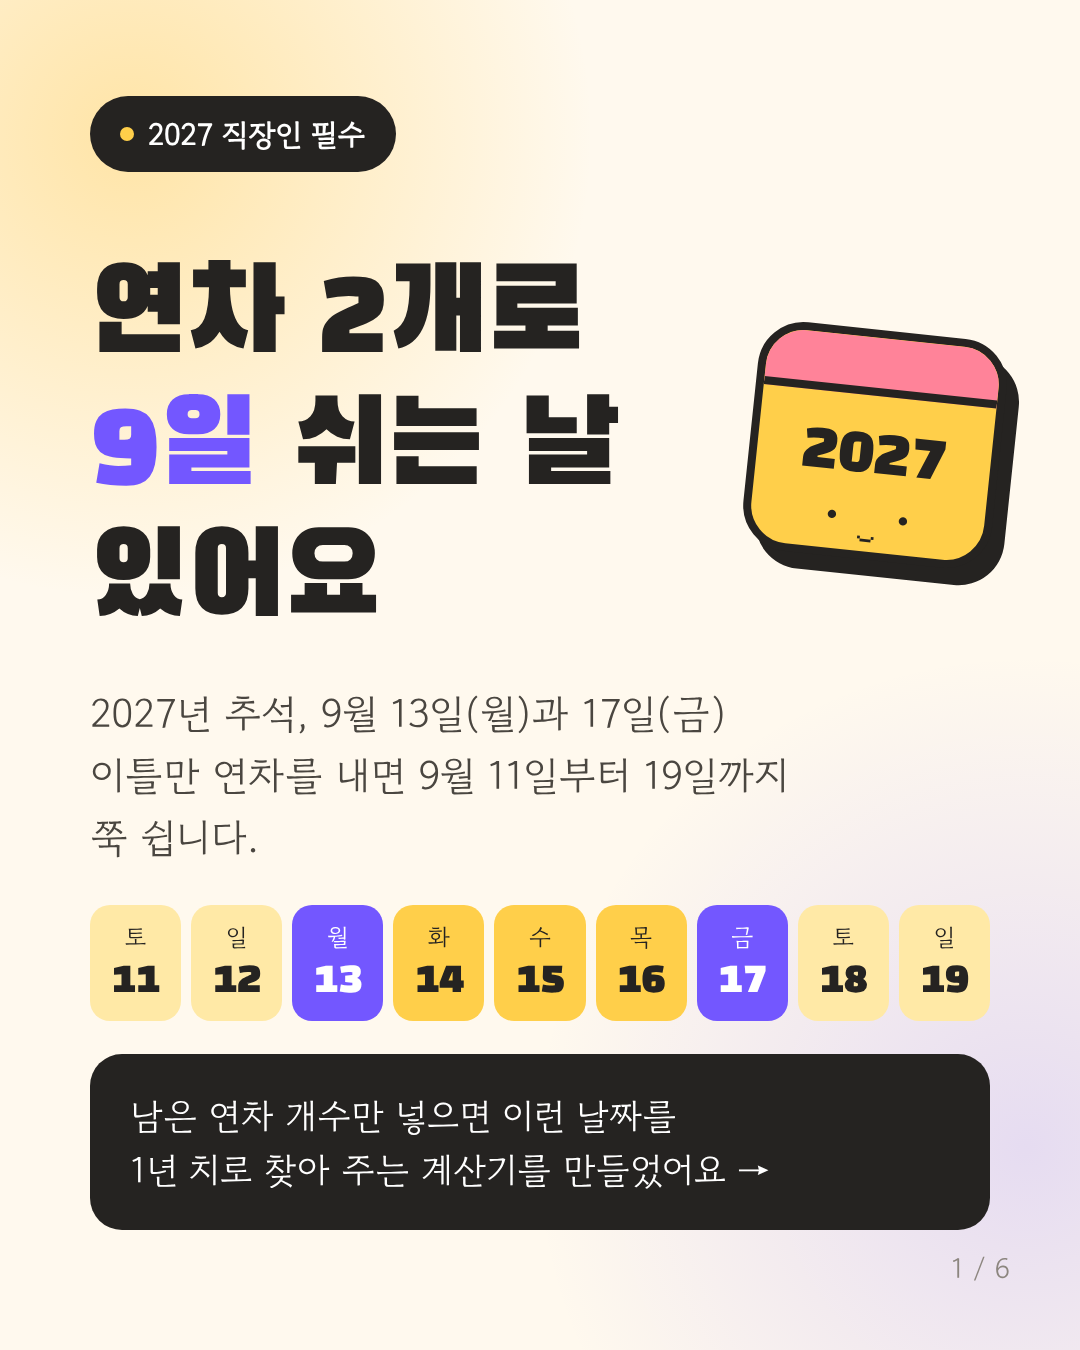 2027 직장인 필수
연차 2개로
9일 쉬는 날
있어요
2027
2027년 추석, 9월 13일(월)과 17일(금)
이틀만 연차를 내면 9월 11일부터 19일까지
쭉 쉽니다.
토 일 월 화 수 목 금 토 일
11 12 13 14 15 16 17 18 19
남은 연차 개수만 넣으면 이런 날짜를
1년 치로 찾아 주는 계산기를 만들었어요 →
1 / 6